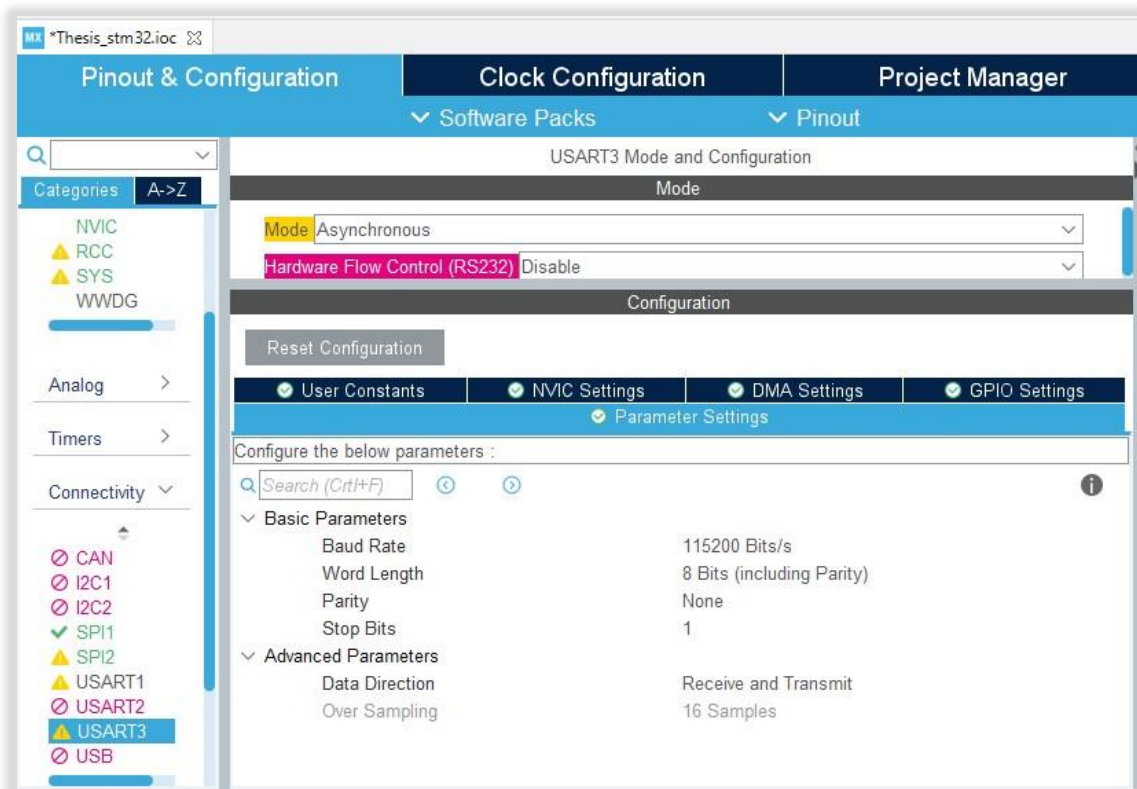 MX *Thesis_stm32.ioc
Pinout & Configuration Clock Configuration Project Manager
Software Packs Pinout
USART3 Mode and Configuration
Categories A->Z
Mode
NVIC
RCC
SYS
WWDG
Analog
Timers
Connectivity
CAN
I2C1
I2C2
SPI1
SPI2
USART1
USART2
USART3
USB
Mode Asynchronous
Hardware Flow Control (RS232) Disable
Configuration
Reset Configuration
User Constants NVIC Settings DMA Settings GPIO Settings
Parameter Settings
Configure the below parameters :
Search (Crtl+F)
Basic Parameters
Baud Rate 115200 Bits/s
Word Length 8 Bits (including Parity)
Parity None
Stop Bits 1
Advanced Parameters
Data Direction Receive and Transmit
Over Sampling 16 Samples